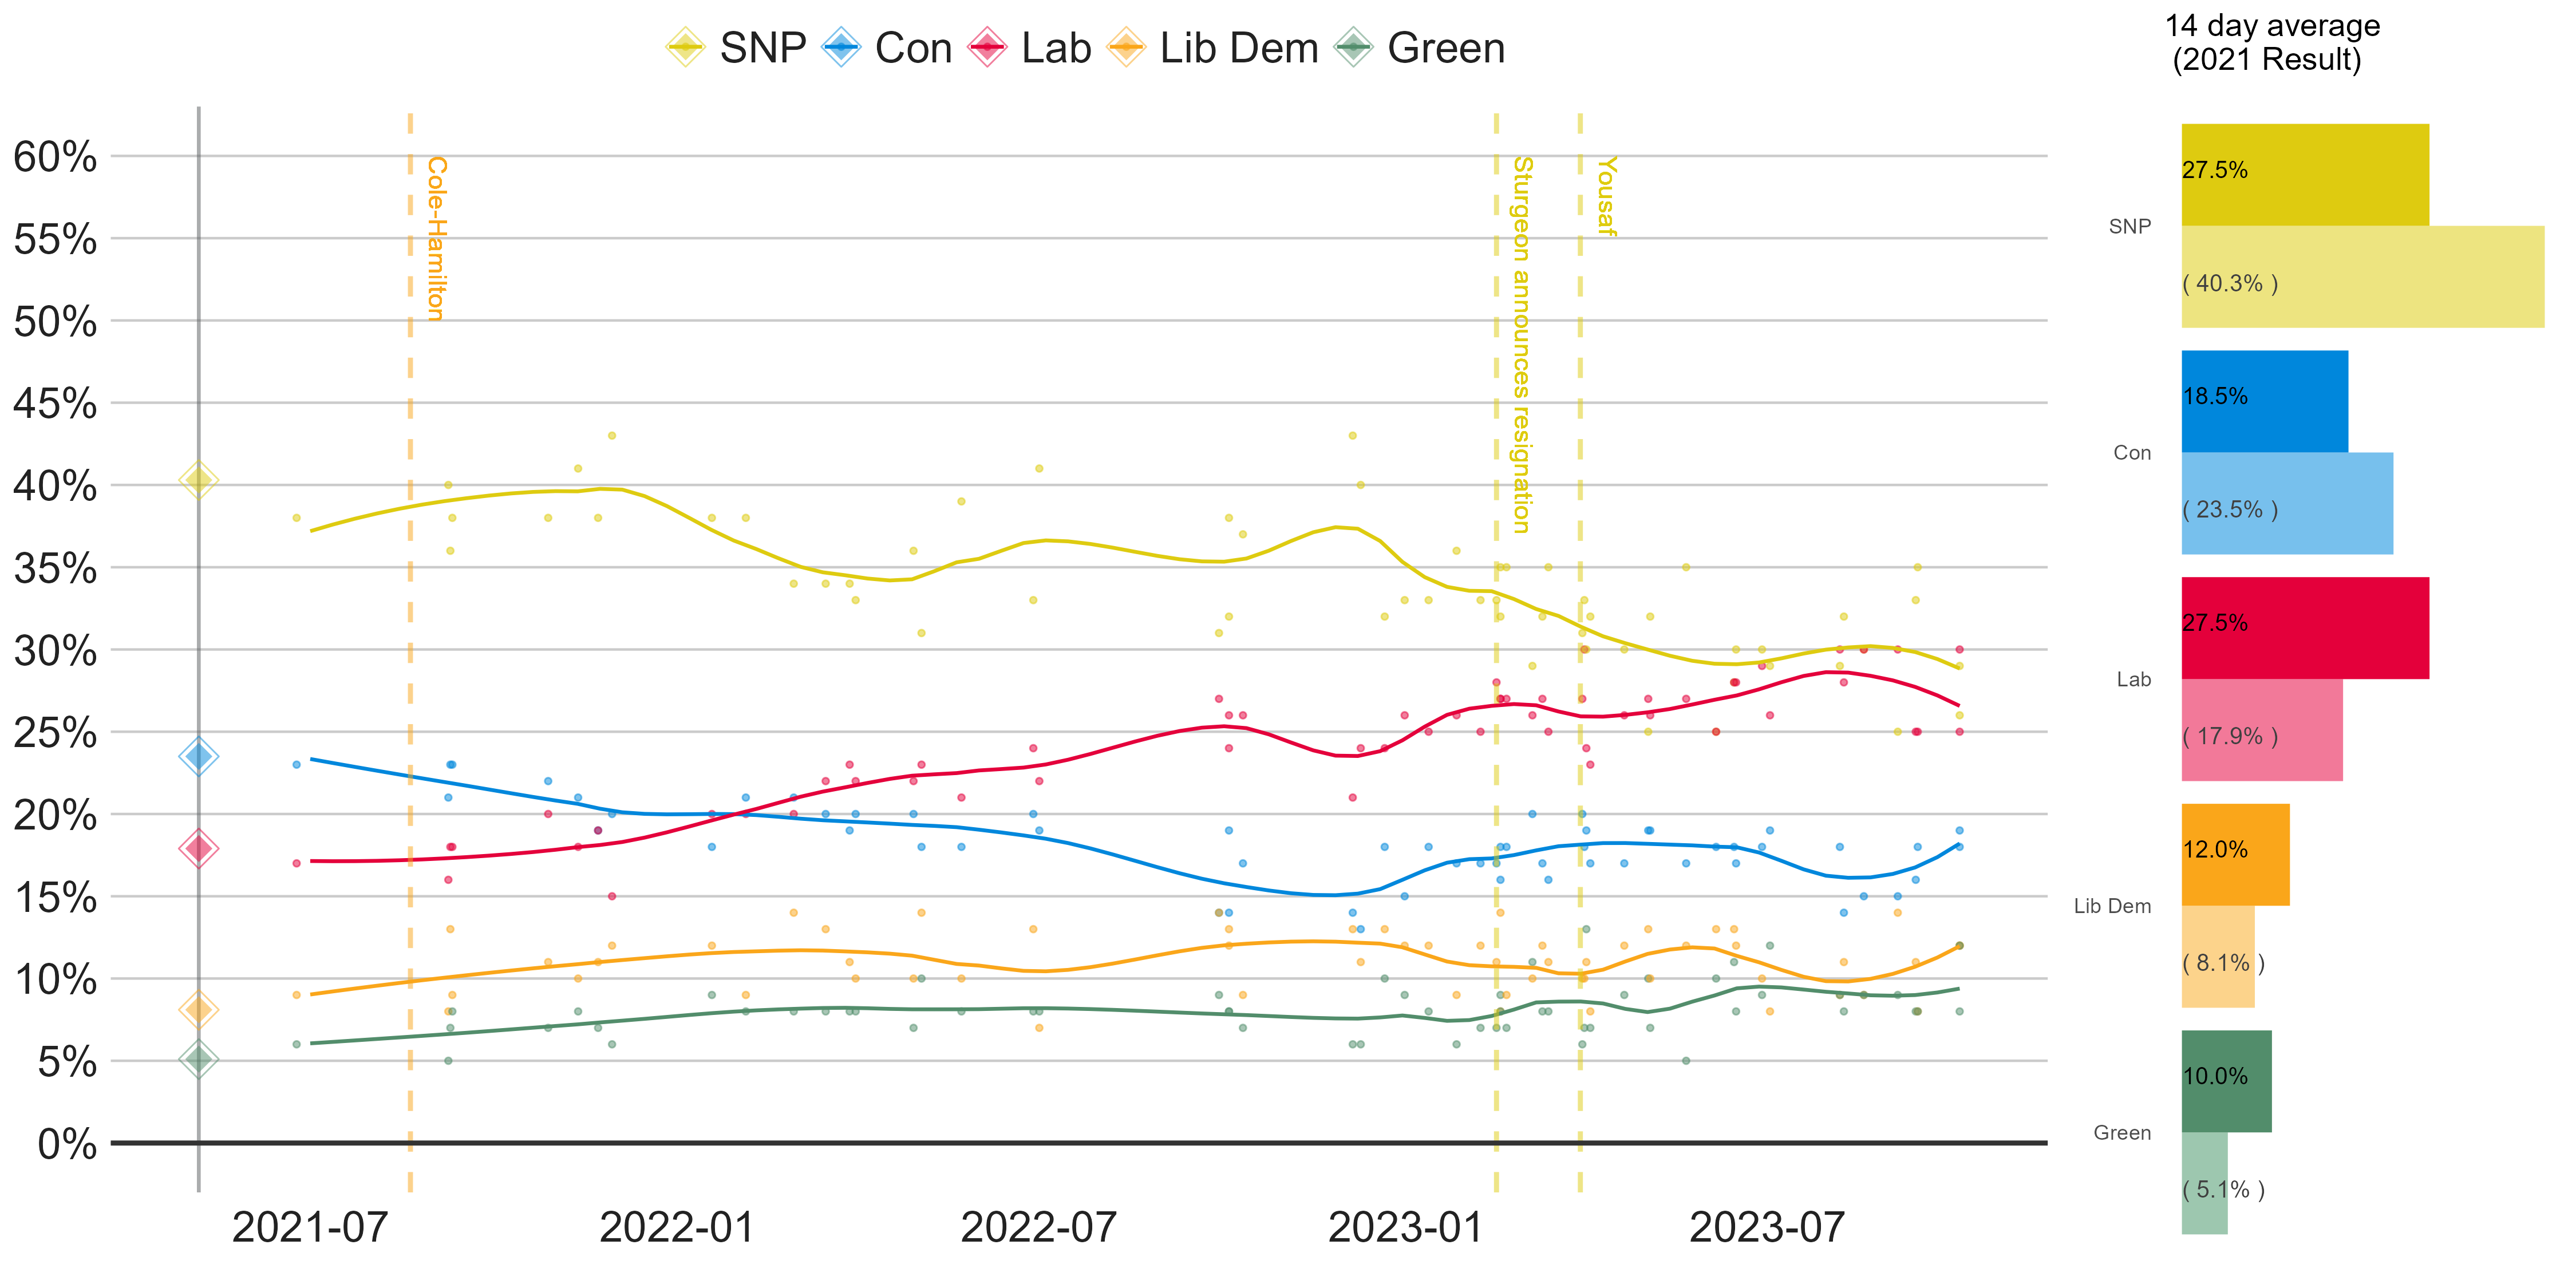 SNP Con Lab Lib Dem Green
14 day average
(2021 Result)
60%
55%
50%
45%
40%
35%
30%
25%
20%
15%
10%
5%
0%
Cole-Hamilton
Sturgeon announces resignation
Yousaf
2021-07 2022-01 2022-07 2023-01 2023-07
SNP
27.5%
( 40.3% )
Con
18.5%
( 23.5% )
Lab
27.5%
( 17.9% )
Lib Dem
12.0%
( 8.1% )
Green
10.0%
( 5.1% )